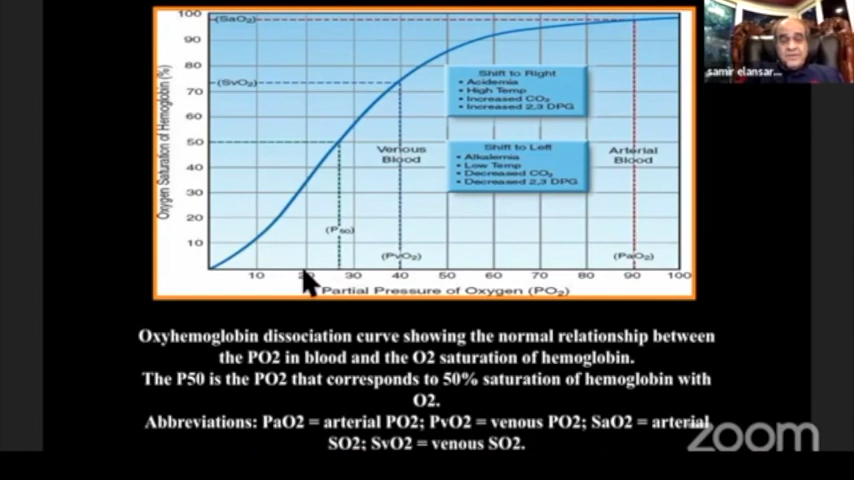 100
90
80
70
60
50
40
30
20
10
Oxygen Saturation of Hemoglobin (%)
(SaO₂)
(SvO₂)
Shift to Right
• Acidemia
• High Temp
• Increased CO₂
• Increased 2,3 DPG
Shift to Left
• Alkalemia
• Low Temp
• Decreased CO₂
• Decreased 2,3 DPG
Venous
Blood
Arterial
Blood
(P₅₀)
(PvO₂)
(PaO₂)
10 30 40 50 60 70 80 90 100
Partial Pressure of Oxygen (PO₂)
samir elansar...
Oxyhemoglobin dissociation curve showing the normal relationship between
the PO2 in blood and the O2 saturation of hemoglobin.
The P50 is the PO2 that corresponds to 50% saturation of hemoglobin with
O2.
Abbreviations: PaO2 = arterial PO2; PvO2 = venous PO2; SaO2 = arterial
SO2; SvO2 = venous SO2.
zoom